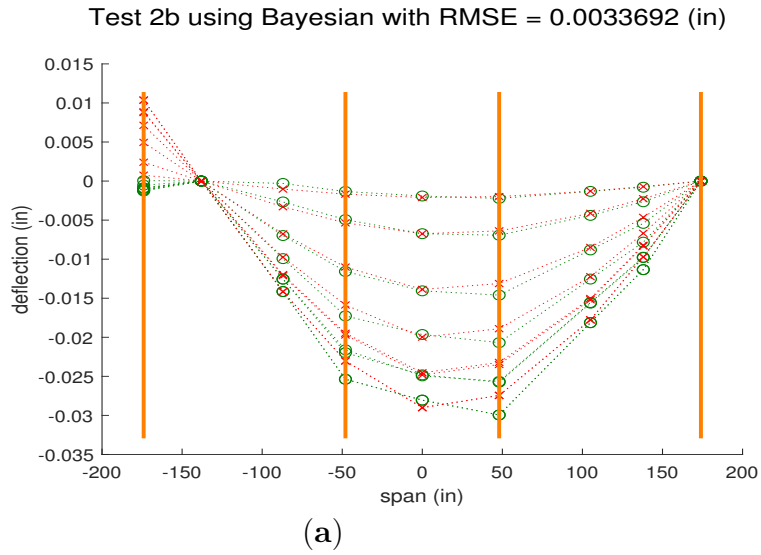 Test 2b using Bayesian with RMSE = 0.0033692 (in)
0.015
0.01
0.005
0
-0.005
-0.01
-0.015
-0.02
-0.025
-0.03
-0.035
deflection (in)
-200 -150 -100 -50 0 50 100 150 200
span (in)
(a)